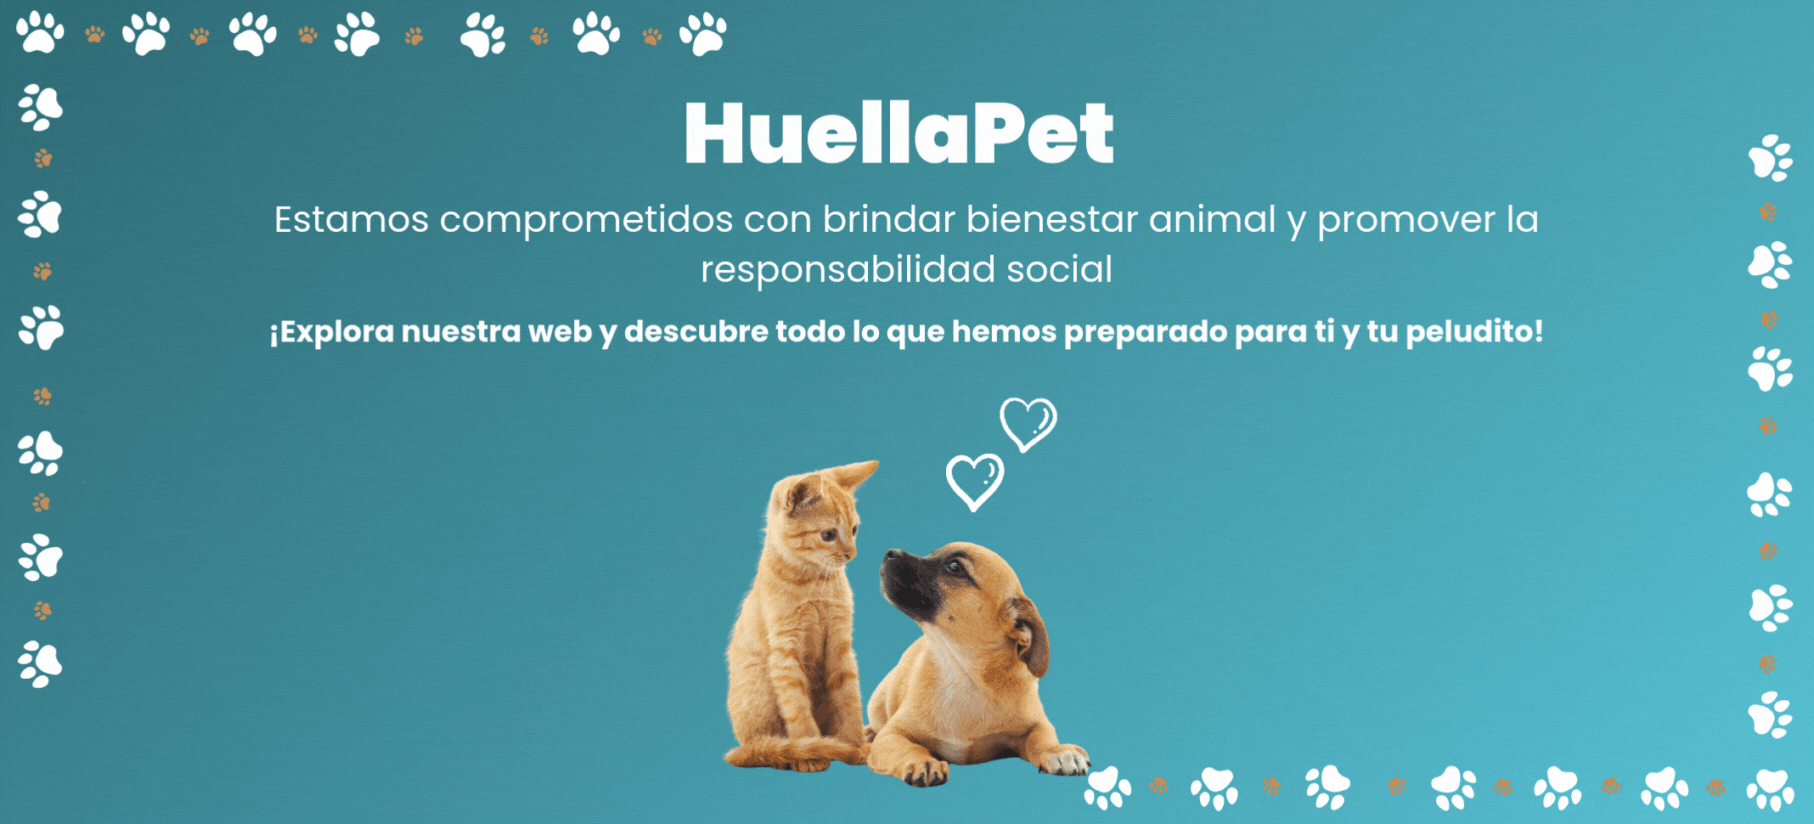 HuellaPet
Estamos comprometidos con brindar bienestar animal y promover la
responsabilidad social
¡Explora nuestra web y descubre todo lo que hemos preparado para ti y tu peludito!